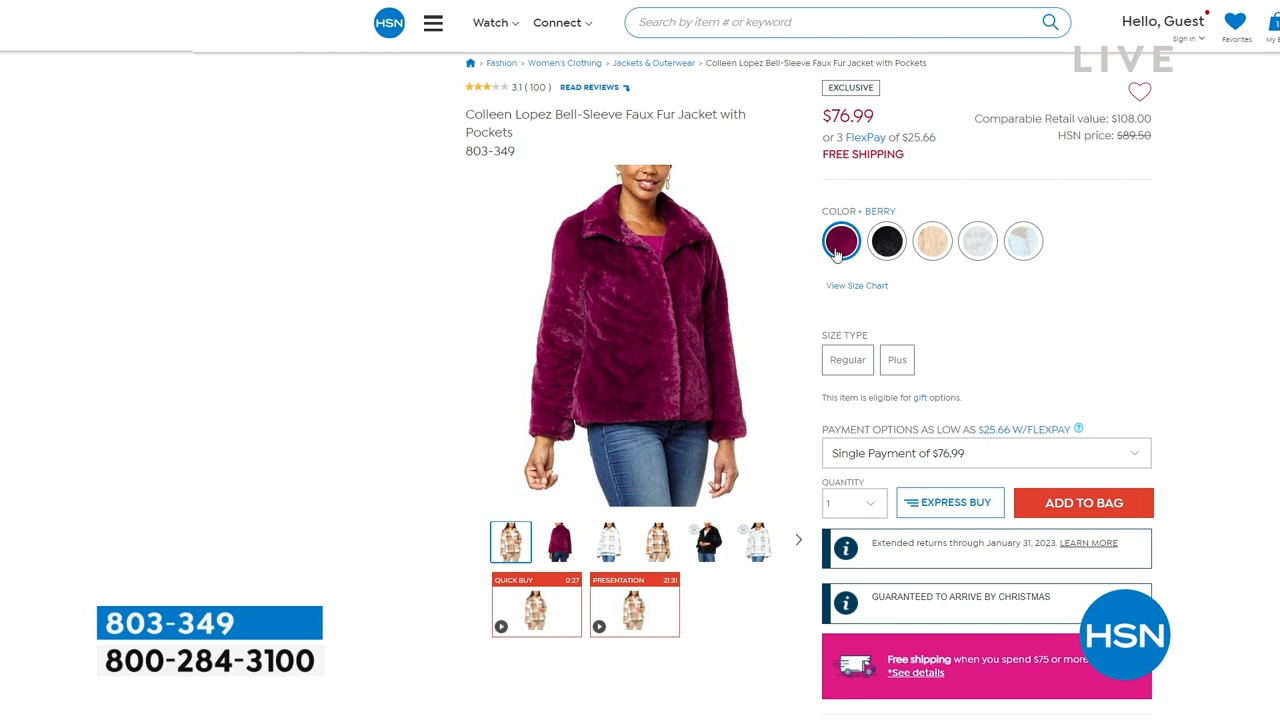 HSN
Watch
Connect
Search by item # or keyword
Hello, Guest
Sign In
Favorites
LIVE
Fashion > Women's Clothing > Jackets & Outerwear > Colleen Lopez Bell-Sleeve Faux Fur Jacket with Pockets
3.1 ( 100 ) READ REVIEWS
Colleen Lopez Bell-Sleeve Faux Fur Jacket with
Pockets
803-349
EXCLUSIVE
$76.99
Comparable Retail value: $108.00
or 3 FlexPay of $25.66
HSN price: $89.50
FREE SHIPPING
COLOR • BERRY
View Size Chart
SIZE TYPE
Regular
Plus
This item is eligible for gift options.
PAYMENT OPTIONS AS LOW AS $25.66 W/FLEXPAY
Single Payment of $76.99
QUANTITY
1
EXPRESS BUY
ADD TO BAG
Extended returns through January 31, 2023. LEARN MORE
GUARANTEED TO ARRIVE BY CHRISTMAS
Free shipping when you spend $75 or more
*See details
QUICK BUY 0:27
PRESENTATION 21:31
803-349
800-284-3100
HSN